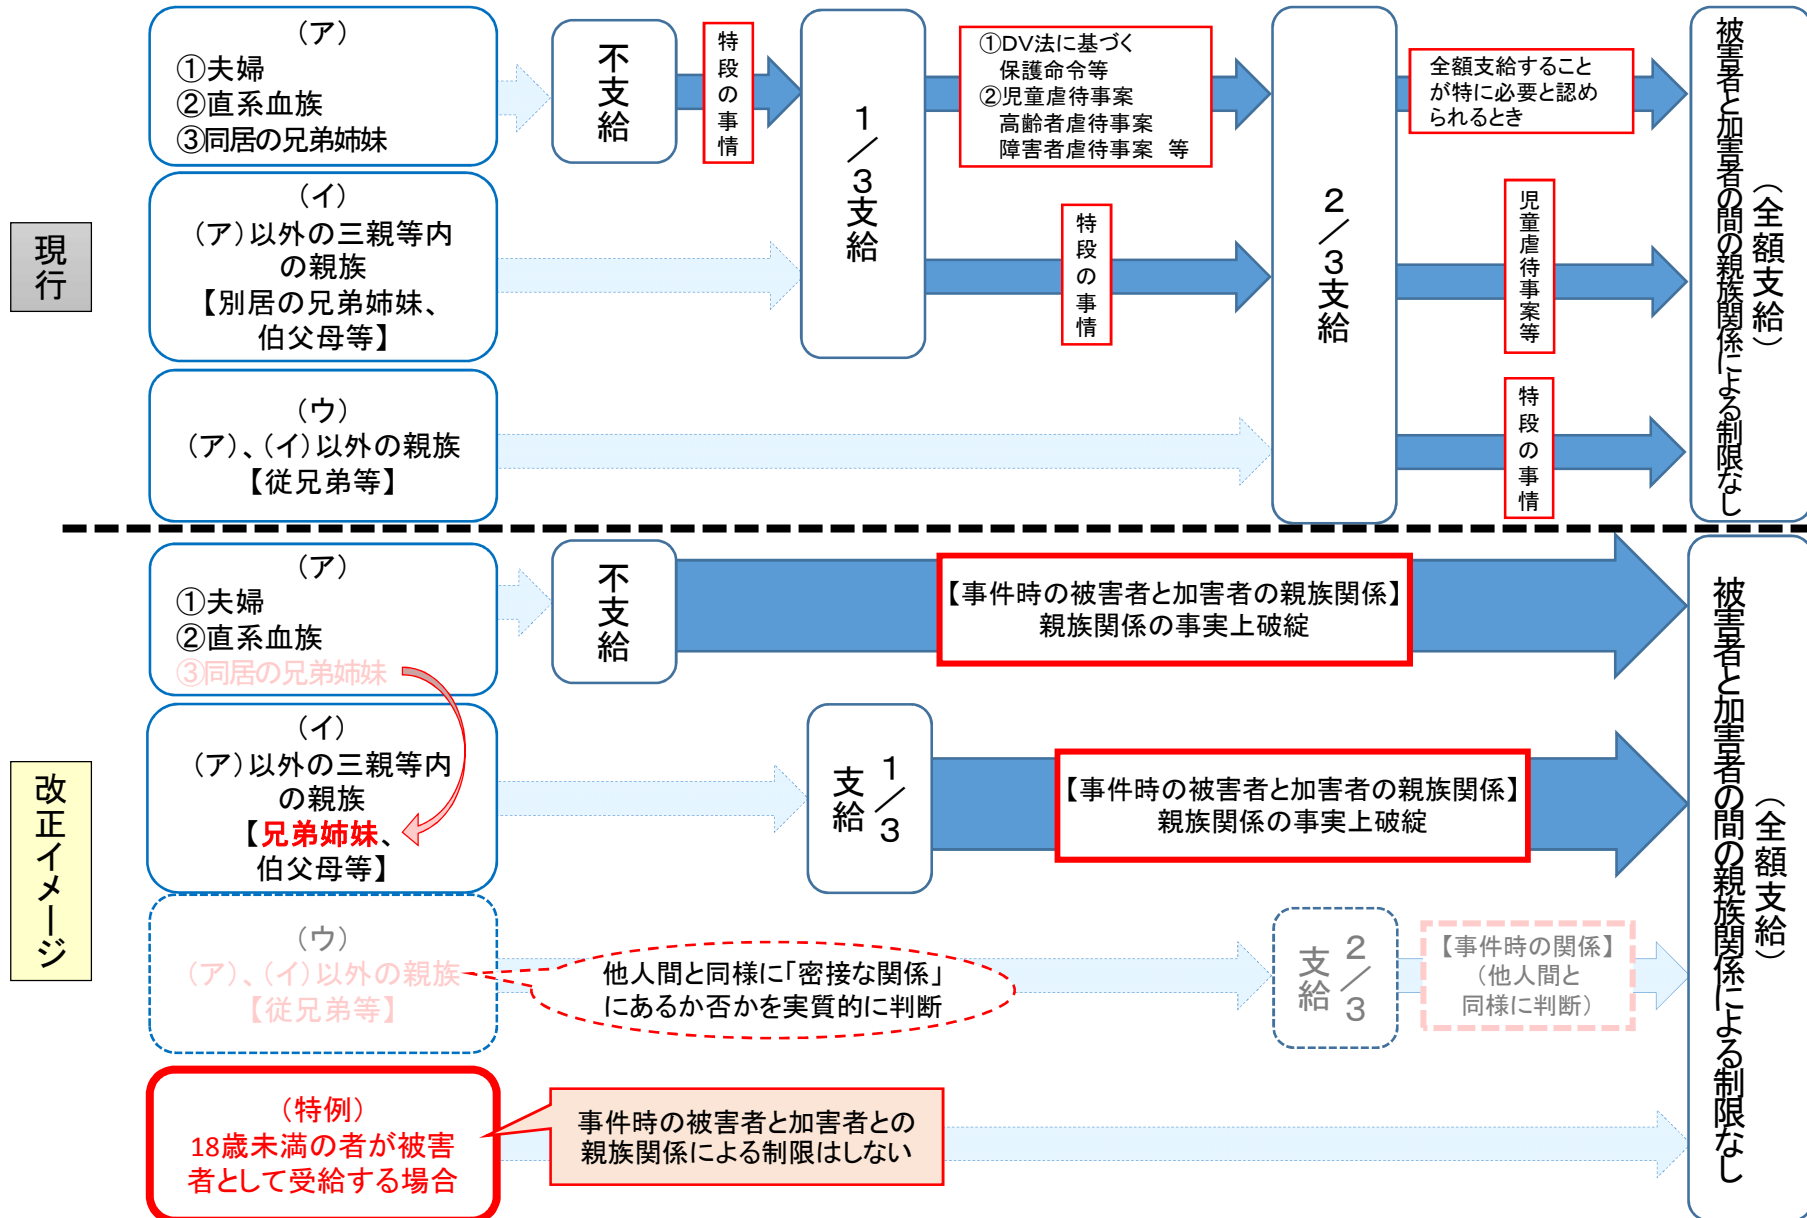 現行
（ア）
①夫婦
②直系血族
③同居の兄弟姉妹
不支給
特段の事情
1／3支給
①DV法に基づく
保護命令等
②児童虐待事案
高齢者虐待事案
障害者虐待事案　等
2／3支給
全額支給すること
が特に必要と認め
られるとき
被害者と加害者の間の親族関係による制限なし
（全額支給）
（イ）
（ア）以外の三親等内
の親族
【別居の兄弟姉妹、
伯父母等】
特段の事情
児童虐待事案等
（ウ）
（ア）、（イ）以外の親族
【従兄弟等】
特段の事情
改正イメージ
（ア）
①夫婦
②直系血族
③同居の兄弟姉妹
不支給
【事件時の被害者と加害者の親族関係】
親族関係の事実上破綻
被害者と加害者の間の親族関係による制限なし
（全額支給）
（イ）
（ア）以外の三親等内
の親族
【兄弟姉妹、
伯父母等】
1／3
支給
【事件時の被害者と加害者の親族関係】
親族関係の事実上破綻
（ウ）
（ア）、（イ）以外の親族
【従兄弟等】
他人間と同様に「密接な関係」
にあるか否かを実質的に判断
2／3
支給
【事件時の関係】
（他人間と
同様に判断）
（特例）
18歳未満の者が被害
者として受給する場合
事件時の被害者と加害者との
親族関係による制限はしない